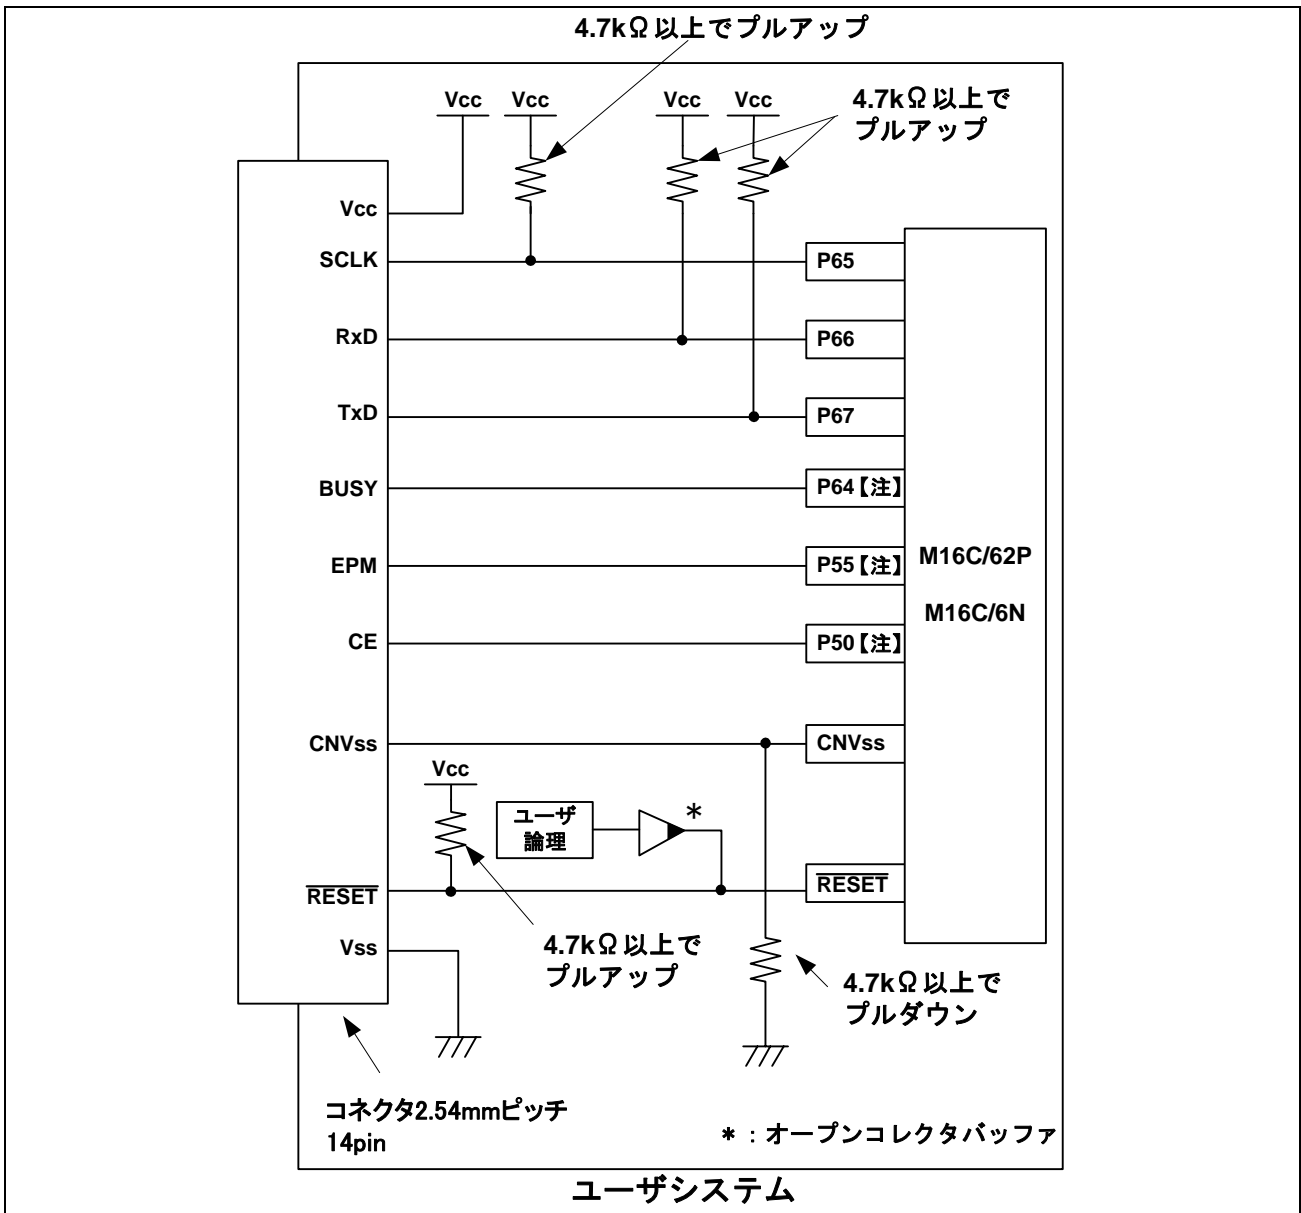 4.7kΩ以上でプルアップ
Vcc Vcc Vcc Vcc
4.7kΩ以上で
プルアップ
Vcc
SCLK P65
RxD P66
TxD P67
BUSY P64【注】
EPM P55【注】
M16C/62P
M16C/6N
CE P50【注】
CNVss CNVss
Vcc
ユーザ
論理
*
RESET RESET
Vss
4.7kΩ以上で
プルアップ
4.7kΩ以上で
プルダウン
コネクタ2.54mmピッチ
14pin
*:オープンコレクタバッファ
ユーザシステム